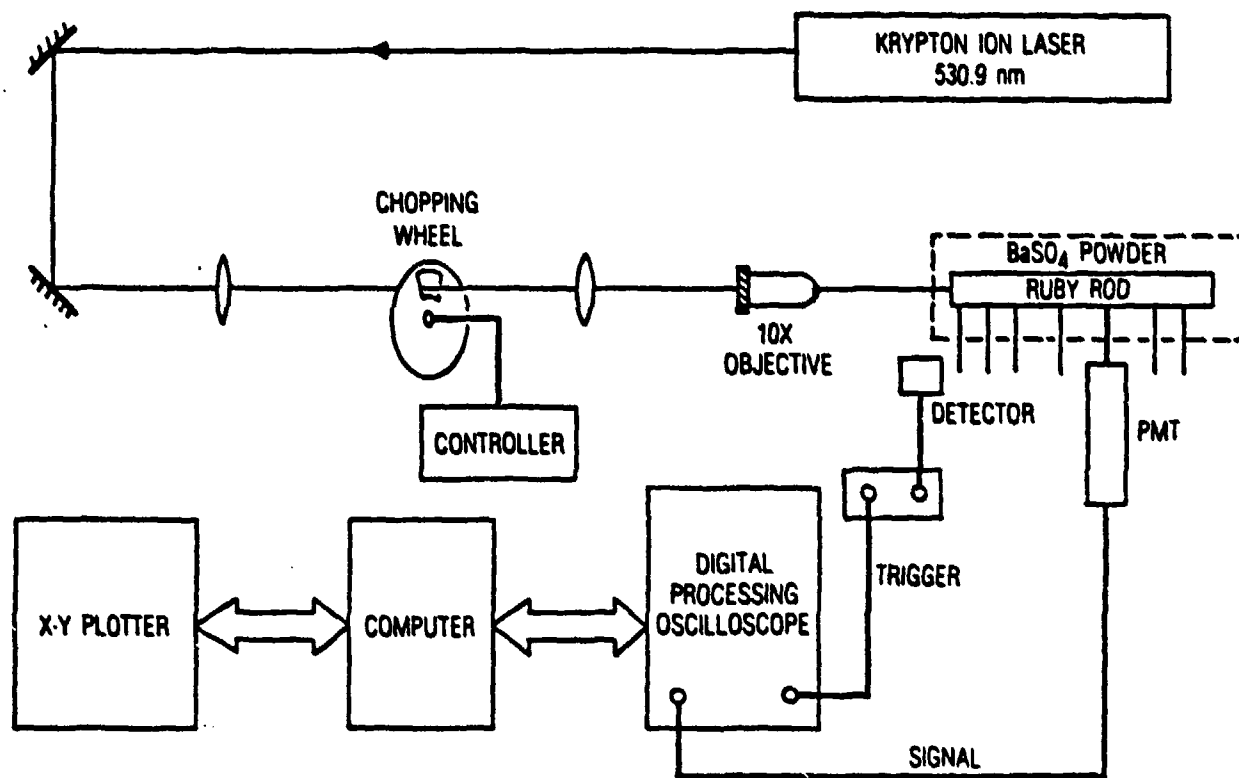 KRYPTON ION LASER
530.9 nm
CHOPPING
WHEEL
BaSO₄ POWDER
RUBY ROD
10X
OBJECTIVE
DETECTOR
PMT
CONTROLLER
TRIGGER
DIGITAL
PROCESSING
OSCILLOSCOPE
X-Y PLOTTER
COMPUTER
SIGNAL